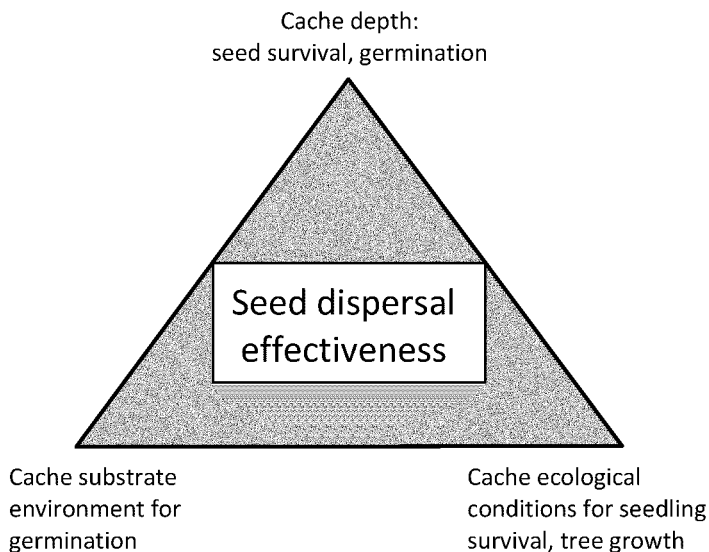 Cache depth:
seed survival, germination
Seed dispersal
effectiveness
Cache substrate
environment for
germination
Cache ecological
conditions for seedling
survival, tree growth